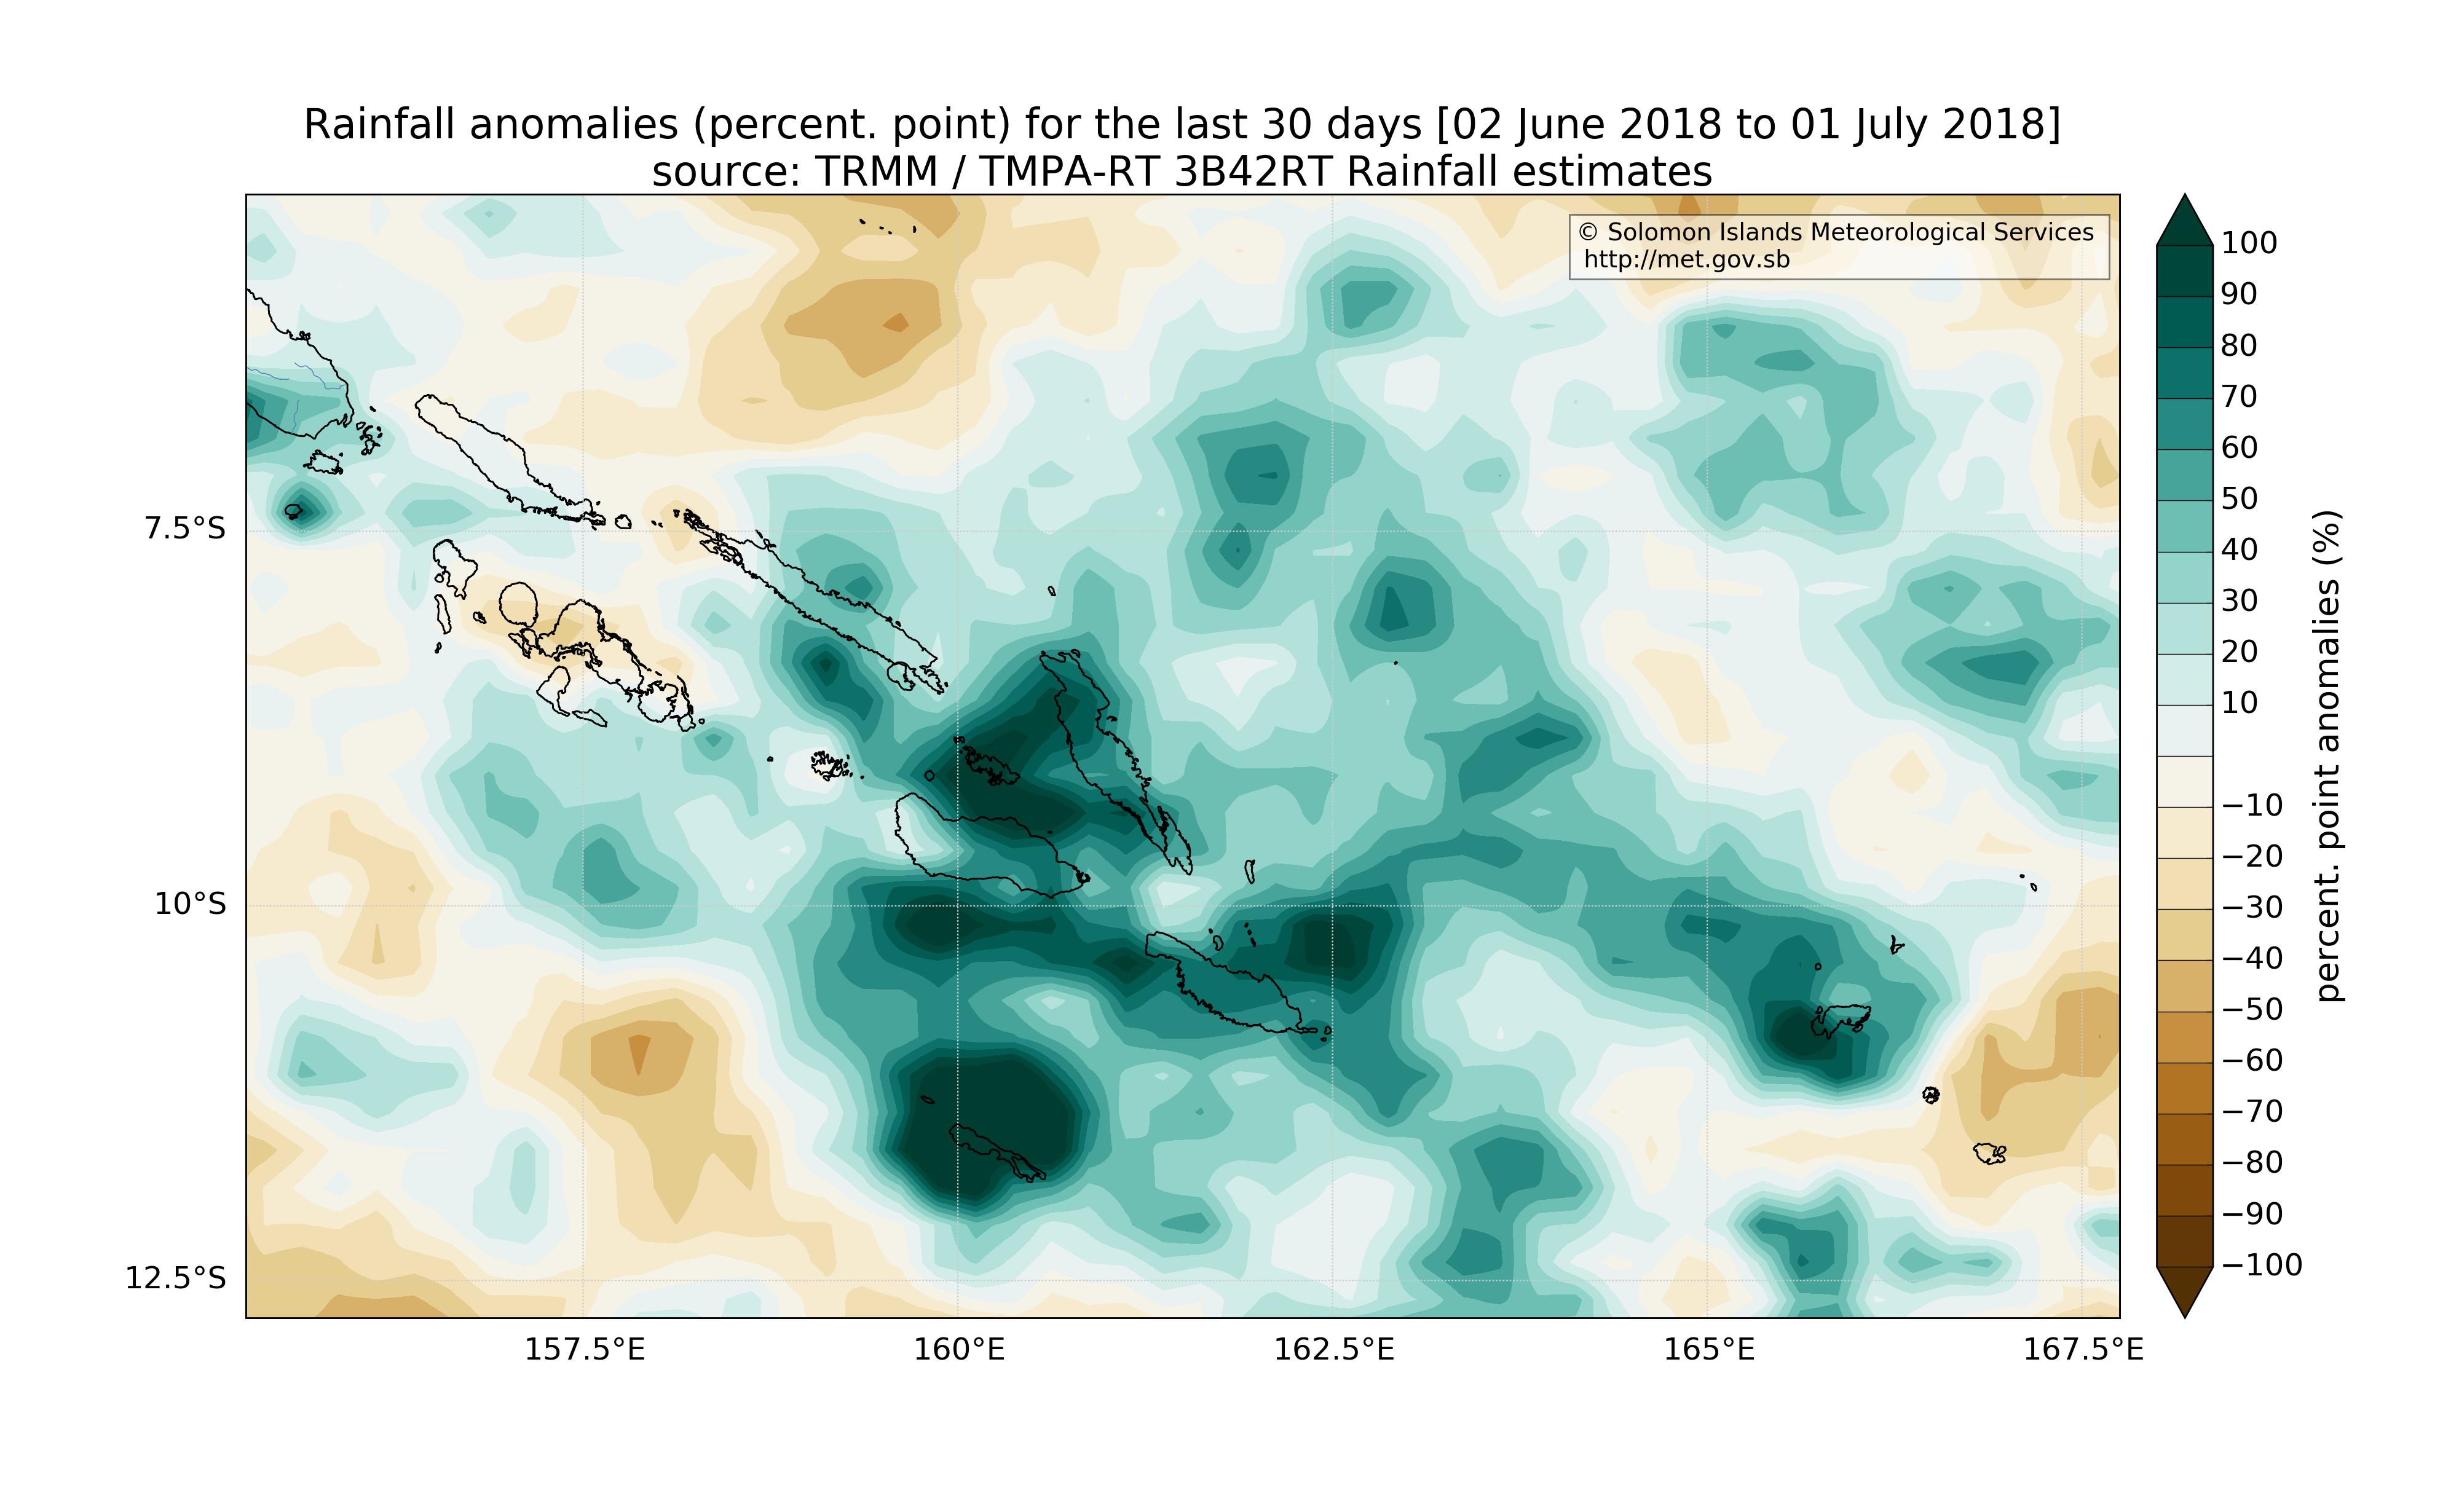 Rainfall anomalies (percent. point) for the last 30 days [02 June 2018 to 01 July 2018]
source: TRMM / TMPA-RT 3B42RT Rainfall estimates
© Solomon Islands Meteorological Services
http://met.gov.sb
7.5°S
10°S
12.5°S
157.5°E
160°E
162.5°E
165°E
167.5°E
100
90
80
70
60
50
40
30
20
10
−10
−20
−30
−40
−50
−60
−70
−80
−90
−100
percent. point anomalies (%)